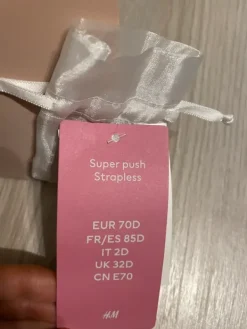 Super push
Strapless
EUR 70D
FR/ES 85D
IT 2D
UK 32D
CN E70
H&M